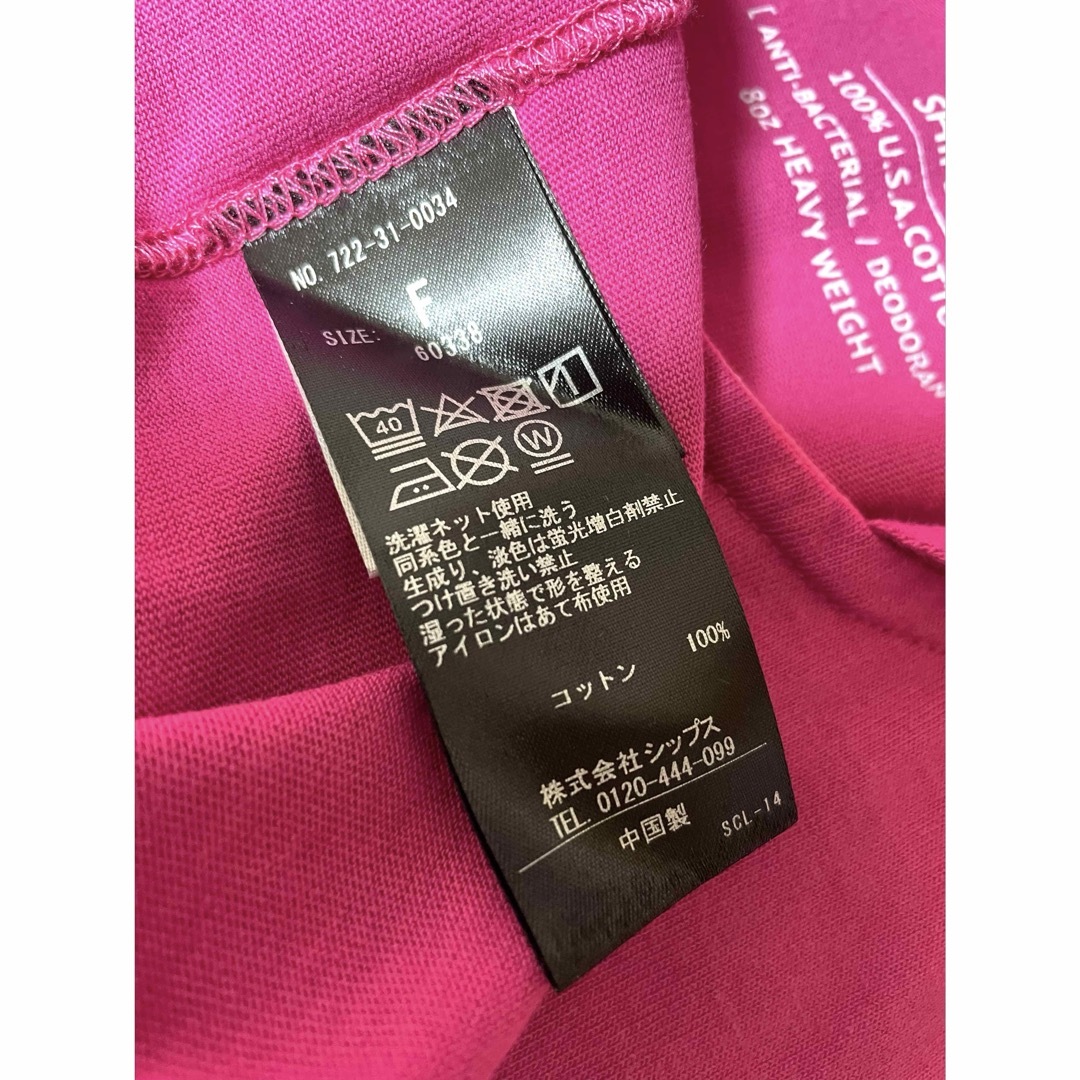 NO. 722-31-0034
SIZE: F
60338
40
W
洗濯ネット使用
同系色と一緒に洗う
生成り、淡色は蛍光増白剤禁止
つけ置き洗い禁止
湿った状態で形を整える
アイロンはあて布使用
コットン 100%
株式会社シップス
TEL. 0120-444-099
中国製 SCL-14
100% U.S.A.COTTO
[ ANTI-BACTERIAL / DEODORAN
8oz HEAVY WEIGHT